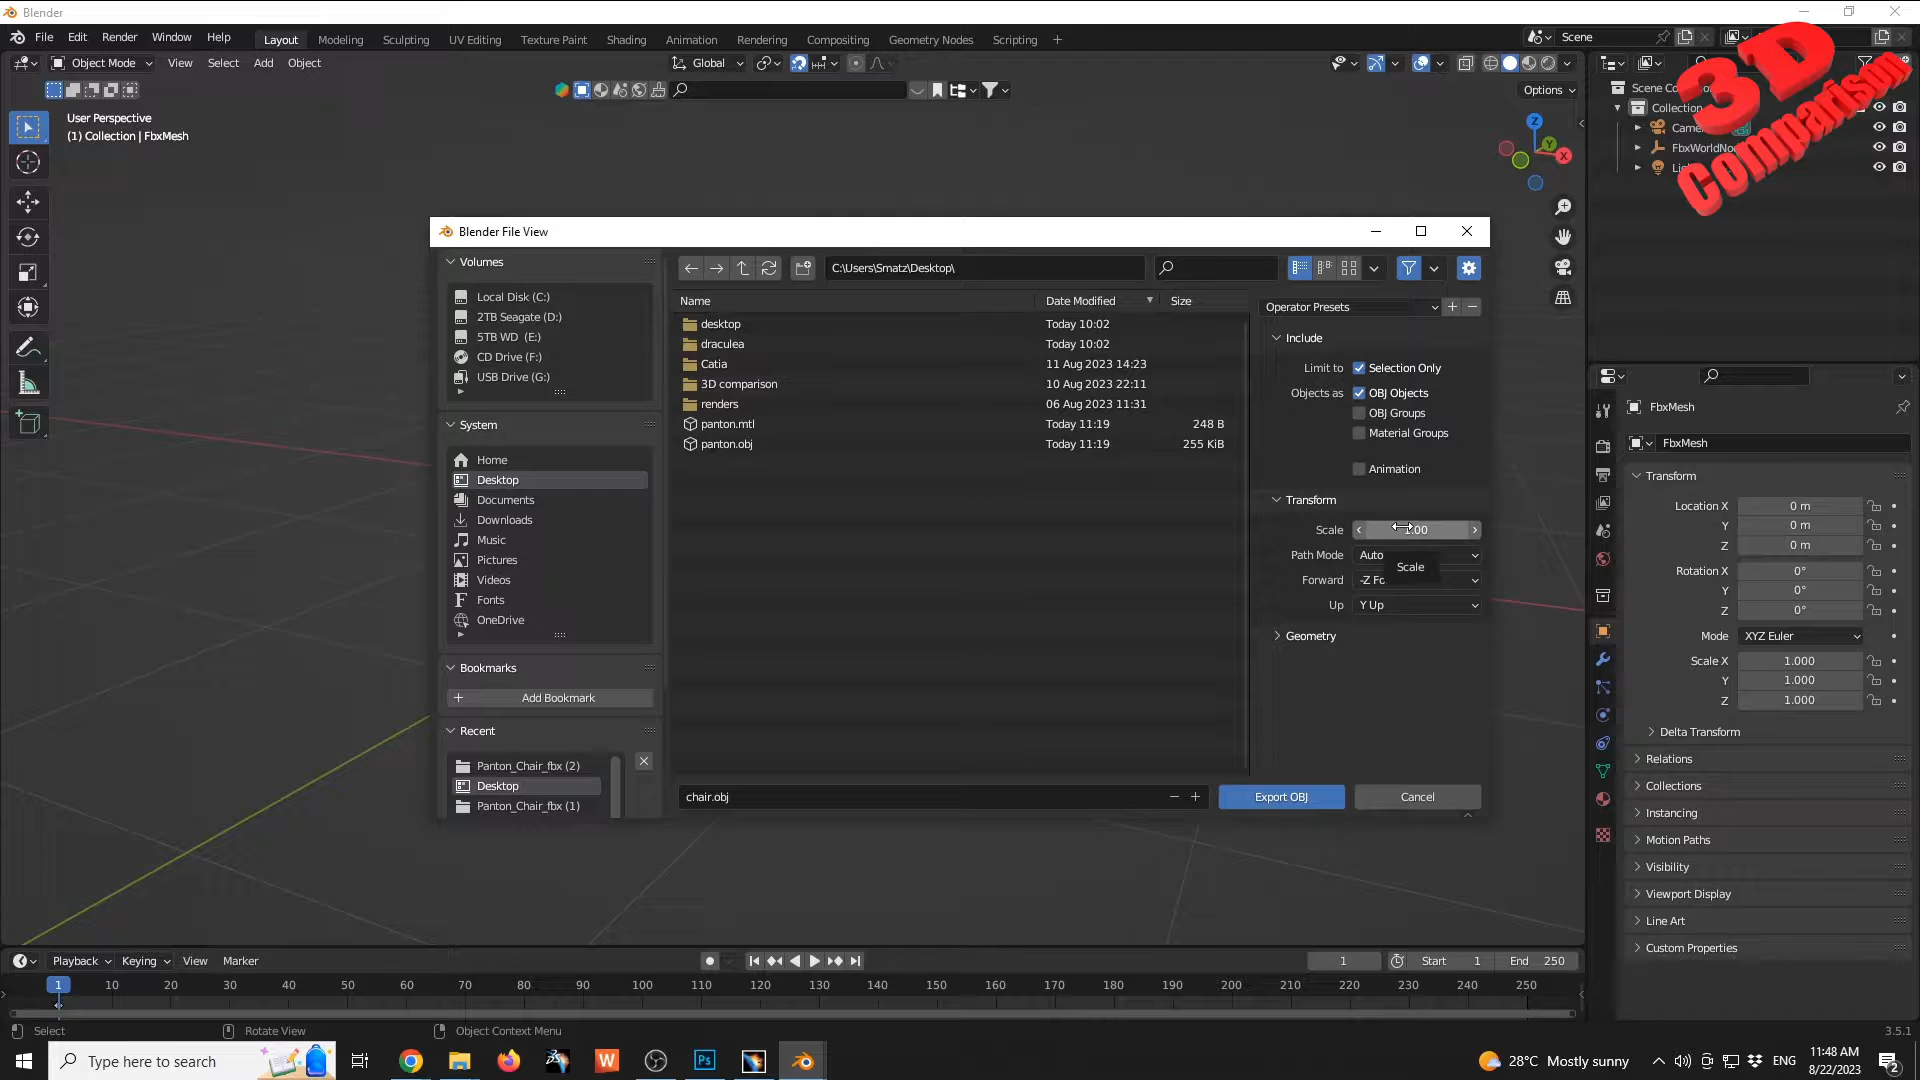 Blender
File Edit Render Window Help
Layout Modeling Sculpting UV Editing Texture Paint Shading Animation Rendering Compositing Geometry Nodes Scripting +
Scene
Object Mode View Select Add Object
Global
Options
User Perspective
(1) Collection | FbxMesh
Z
Y
X
3D
Comparison
Scene Co
Collection
Came
FbxWorldNo
Li
Blender File View
Volumes
Local Disk (C:)
2TB Seagate (D:)
5TB WD (E:)
CD Drive (F:)
USB Drive (G:)
System
Home
Desktop
Documents
Downloads
Music
Pictures
Videos
Fonts
OneDrive
Bookmarks
Add Bookmark
Recent
Panton_Chair_fbx (2)
Desktop
Panton_Chair_fbx (1)
C:\Users\Smatz\Desktop\
Name Date Modified Size
desktop Today 10:02
draculea Today 10:02
Catia 11 Aug 2023 14:23
3D comparison 10 Aug 2023 22:11
renders 06 Aug 2023 11:31
panton.mtl Today 11:19 248 B
panton.obj Today 11:19 255 KiB
Operator Presets
Include
Limit to Selection Only
Objects as OBJ Objects
OBJ Groups
Material Groups
Animation
Transform
Scale 1.00
Path Mode Auto
Scale
Forward -Z Fo
Up Y Up
Geometry
chair.obj
Export OBJ
Cancel
FbxMesh
FbxMesh
Transform
Location X 0 m
Y 0 m
Z 0 m
Rotation X 0°
Y 0°
Z 0°
Mode XYZ Euler
Scale X 1.000
Y 1.000
Z 1.000
Delta Transform
Relations
Collections
Instancing
Motion Paths
Visibility
Viewport Display
Line Art
Custom Properties
Playback Keying View Marker
1 Start 1 End 250
1 10 20 30 40 50 60 70 80 90 100 110 120 130 140 150 160 170 180 190 200 210 220 230 240 250
Select Rotate View Object Context Menu
3.5.1
Type here to search
W
Ps
28°C Mostly sunny
ENG
11:48 AM
8/22/2023
2